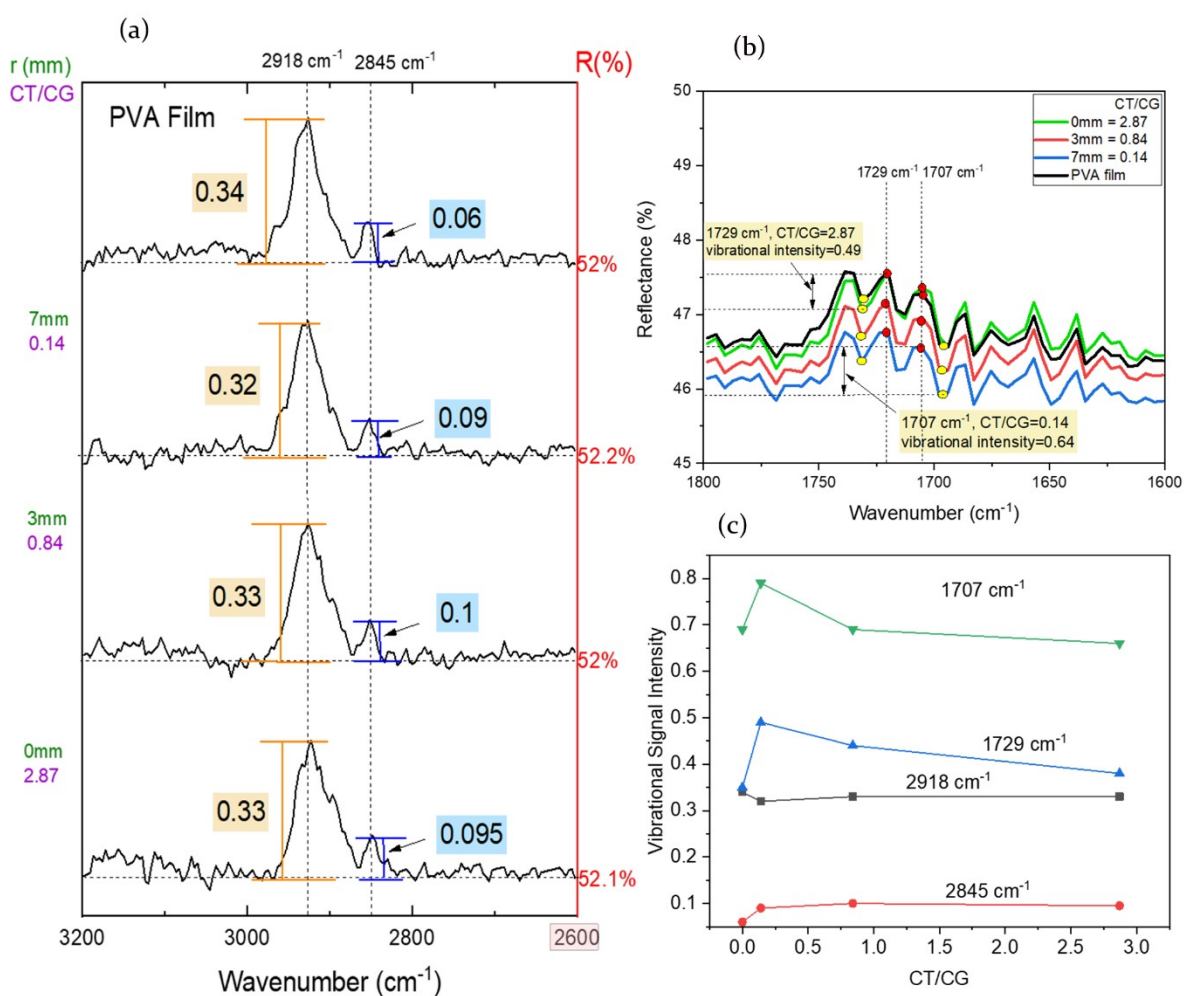 (a)
2918 cm⁻¹ 2845 cm⁻¹
r (mm)
CT/CG
R(%)
PVA Film
0.34
0.06
52%
7mm
0.14
0.32
0.09
52.2%
3mm
0.84
0.33
0.1
52%
0mm
2.87
0.33
0.095
52.1%
3200 3000 2800 2600
Wavenumber (cm⁻¹)
(b)
CT/CG
0mm = 2.87
3mm = 0.84
7mm = 0.14
PVA film
1729 cm⁻¹ 1707 cm⁻¹
1729 cm⁻¹, CT/CG=2.87
vibrational intensity=0.49
1707 cm⁻¹, CT/CG=0.14
vibrational intensity=0.64
50
49
48
47
46
45
Reflectance (%)
1800 1750 1700 1650 1600
Wavenumber (cm⁻¹)
(c)
0.8
0.7
0.6
0.5
0.4
0.3
0.2
0.1
Vibrational Signal Intensity
1707 cm⁻¹
1729 cm⁻¹
2918 cm⁻¹
2845 cm⁻¹
0.0 0.5 1.0 1.5 2.0 2.5 3.0
CT/CG